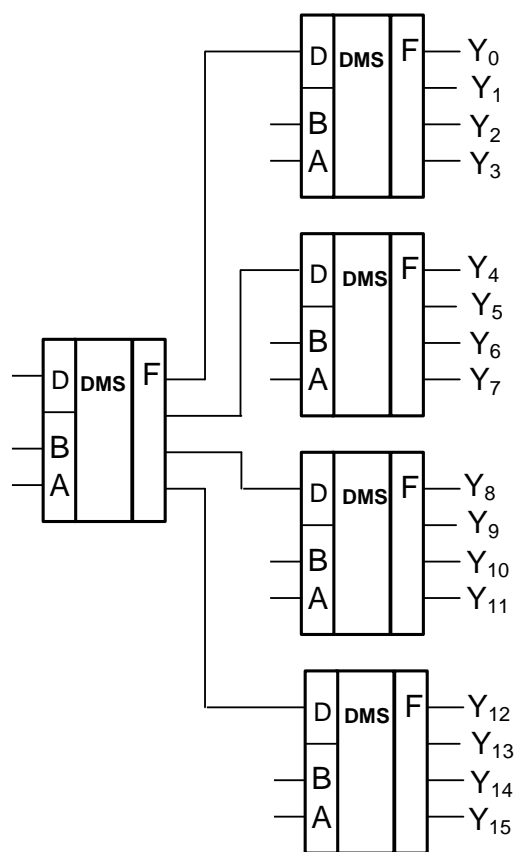 D DMS F Y₀
Y₁
B Y₂
A Y₃
D DMS F Y₄
Y₅
B Y₆
A Y₇
D DMS F
B
A
D DMS F Y₈
Y₉
B Y₁₀
A Y₁₁
D DMS F Y₁₂
Y₁₃
B Y₁₄
A Y₁₅